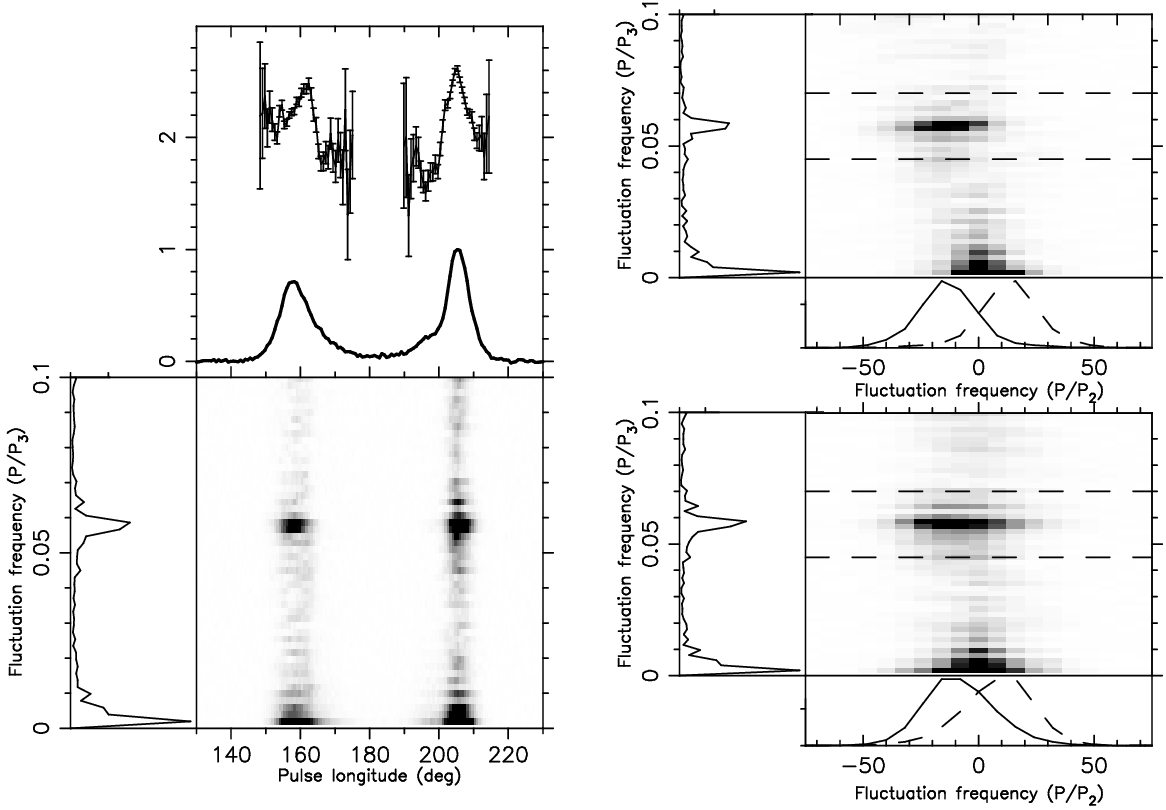 2
1
0
0.1
0.05
0
Fluctuation frequency (P/P3)
140 160 180 200 220
Pulse longitude (deg)
0.1
0.05
0
Fluctuation frequency (P/P3)
−50 0 50
Fluctuation frequency (P/P2)
0.1
0.05
0
Fluctuation frequency (P/P3)
−50 0 50
Fluctuation frequency (P/P2)